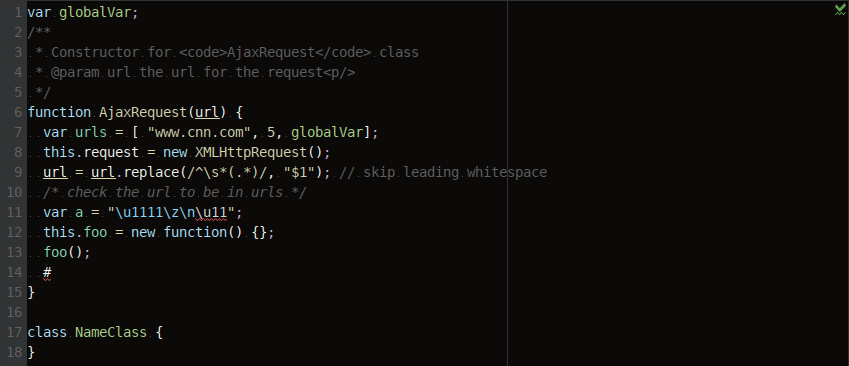 1 var globalVar;
2 /**
3  * Constructor for <code>AjaxRequest</code> class
4  * @param url the url for the request<p/>
5  */
6 function AjaxRequest(url) {
7   var urls = [ "www.cnn.com", 5, globalVar];
8   this.request = new XMLHttpRequest();
9   url = url.replace(/^\s*(.*)/, "$1"); // skip leading whitespace
10   /* check the url to be in urls */
11   var a = "\u1111\z\n\u11";
12   this.foo = new function() {};
13   foo();
14   #
15 }
16
17 class NameClass {
18 }